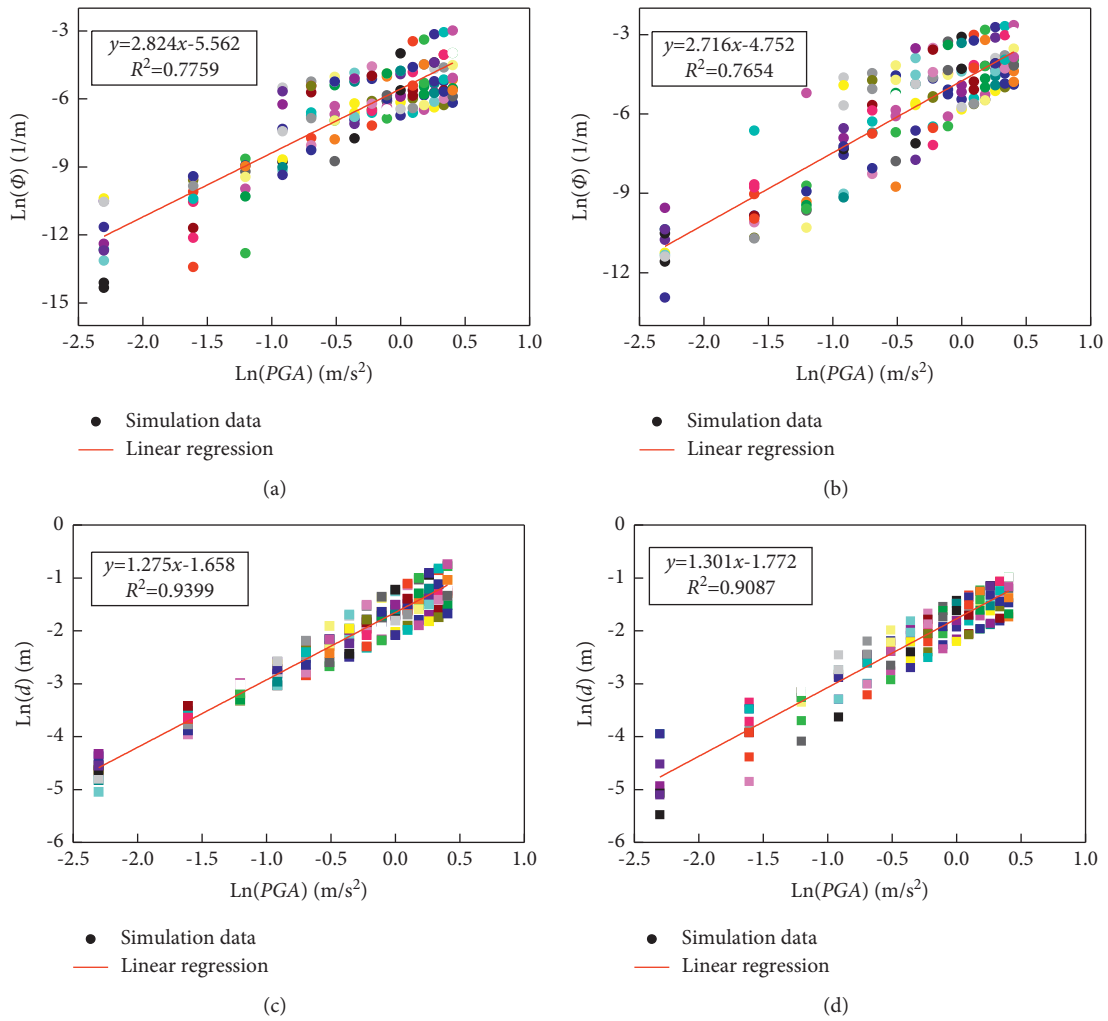 y=2.824x-5.562
R²=0.7759
-3
-6
-9
-12
-15
Ln(Φ) (1/m)
-2.5 -2.0 -1.5 -1.0 -0.5 0.0 0.5 1.0
Ln(PGA) (m/s²)
Simulation data
Linear regression
(a)
y=2.716x-4.752
R²=0.7654
-3
-6
-9
-12
Ln(Φ) (1/m)
-2.5 -2.0 -1.5 -1.0 -0.5 0.0 0.5 1.0
Ln(PGA) (m/s²)
Simulation data
Linear regression
(b)
y=1.275x-1.658
R²=0.9399
0
-1
-2
-3
-4
-5
-6
Ln(d) (m)
-2.5 -2.0 -1.5 -1.0 -0.5 0.0 0.5 1.0
Ln(PGA) (m/s²)
Simulation data
Linear regression
(c)
y=1.301x-1.772
R²=0.9087
0
-1
-2
-3
-4
-5
-6
Ln(d) (m)
-2.5 -2.0 -1.5 -1.0 -0.5 0.0 0.5 1.0
Ln(PGA) (m/s²)
Simulation data
Linear regression
(d)